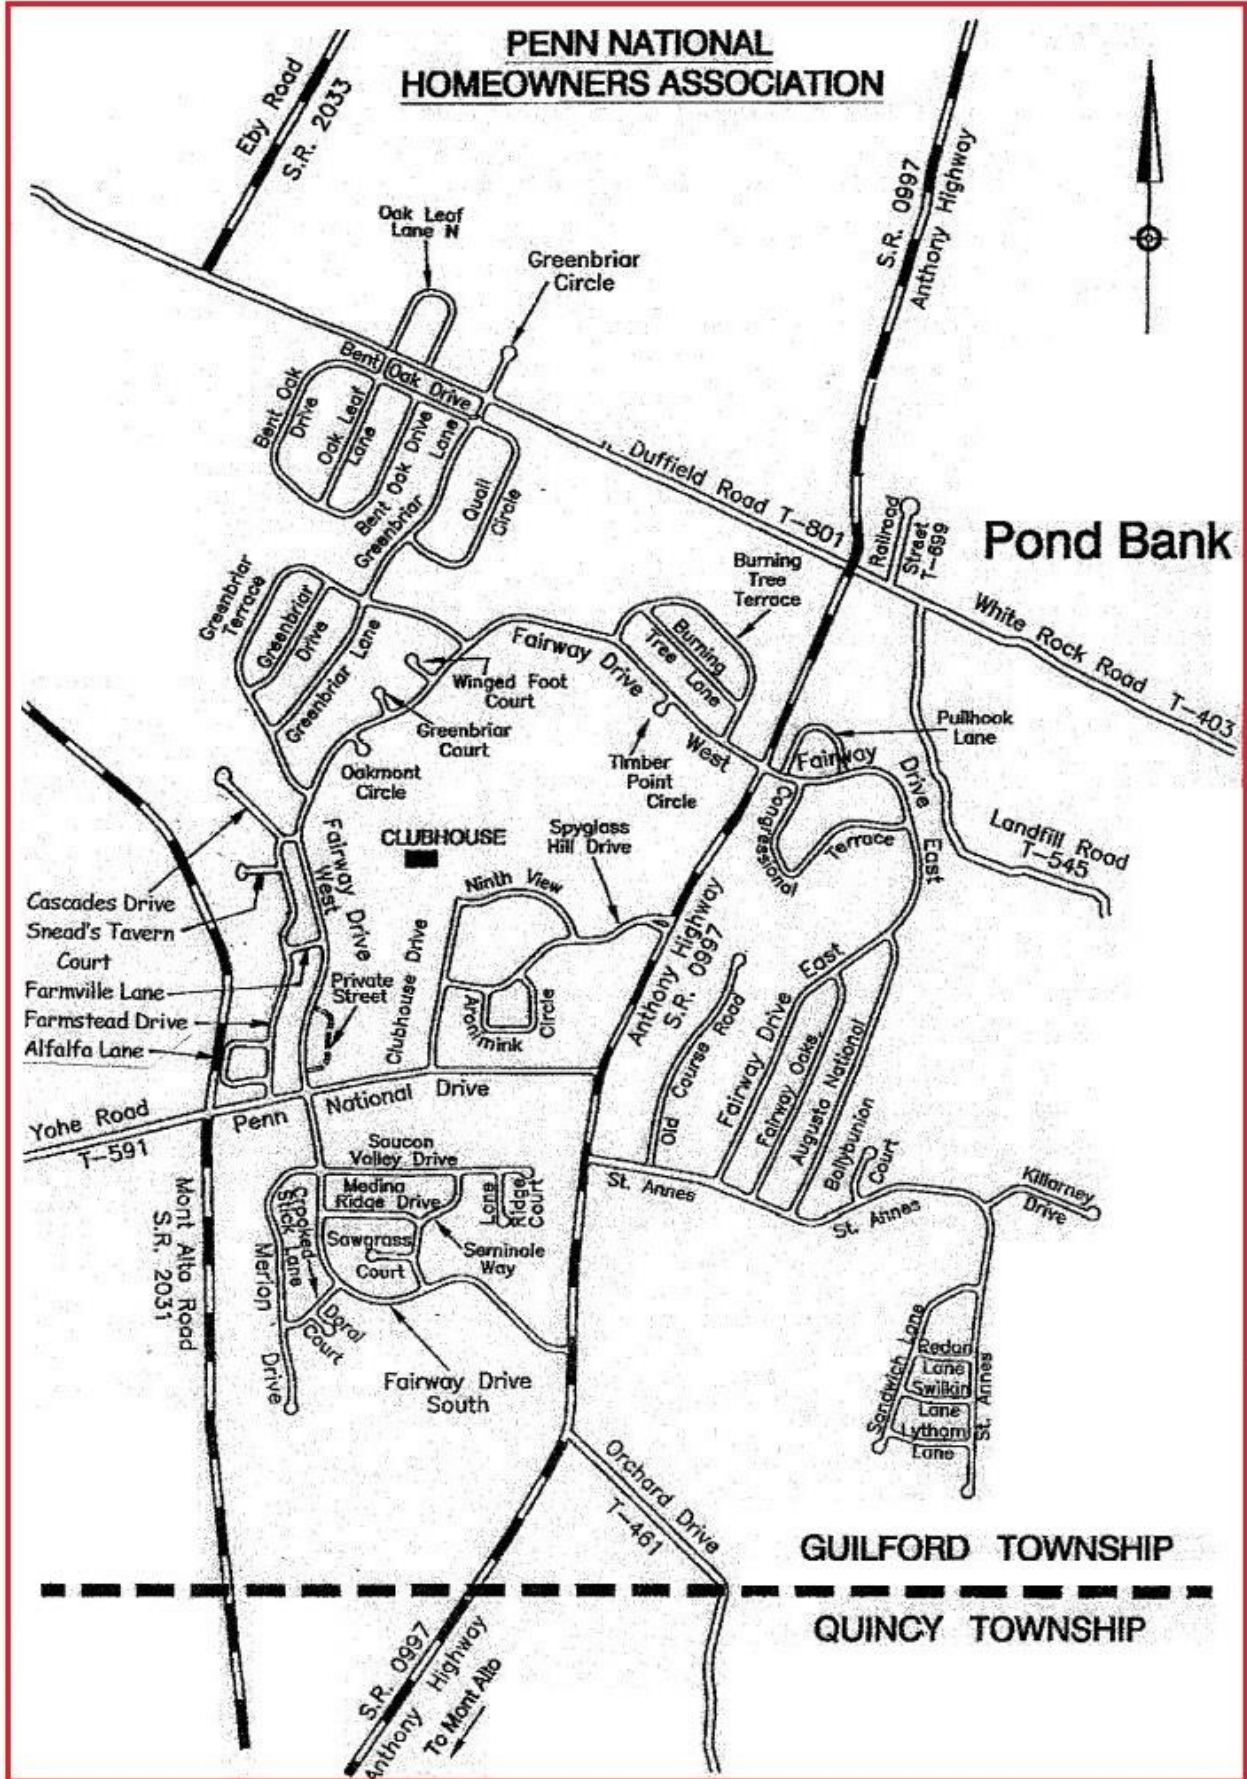 PENN NATIONAL
HOMEOWNERS ASSOCIATION
Eby Road
S.R. 2033
S.R. 0997
Anthony Highway
Oak Leaf
Lane N
Greenbriar
Circle
Bent Oak Drive
Bent Oak
Drive
Oak Leaf
Lane
Bent Oak Drive
Greenbriar Lane
Quail
Circle
Duffield Road T-801
Railroad
Street
T-699
Pond Bank
White Rock Road T-403
Burning
Tree
Terrace
Greenbriar
Terrace
Greenbriar
Drive
Greenbriar Lane
Fairway Drive West
Burning
Tree Lane
Winged Foot
Court
Greenbriar
Court
Oakmont
Circle
Timber
Point
Circle
Pullhook
Lane
Fairway Drive East
Congressional Terrace
Landfill Road
T-545
CLUBHOUSE
Spyglass
Hill Drive
Fairway Drive
West
Ninth View
Cascades Drive
Snead's Tavern
Court
Farmville Lane
Farmstead Drive
Alfalfa Lane
Private
Street
Clubhouse Drive
Aronimink
Circle
Anthony Highway
S.R. 0997
Old Course Road
Fairway Drive East
Fairway Oaks
Augusta National
Ballybunion
Court
Yohe Road
T-591
Penn National Drive
Saucon
Valley Drive
Medina
Ridge Drive
Lane
Ridge
Court
St. Annes
St. Annes
Killarney
Drive
Crooked
Stick Lane
Sawgrass
Court
Seminole
Way
Merion Drive
Doral
Court
Mont Alto Road
S.R. 2031
Fairway Drive
South
Sandwich Lane
Redan
Lane
Swilkin
Lane
Lytham
Lane
St. Annes
Orchard Drive
T-461
GUILFORD TOWNSHIP
QUINCY TOWNSHIP
S.R. 0997
Anthony Highway
To Mont Alto